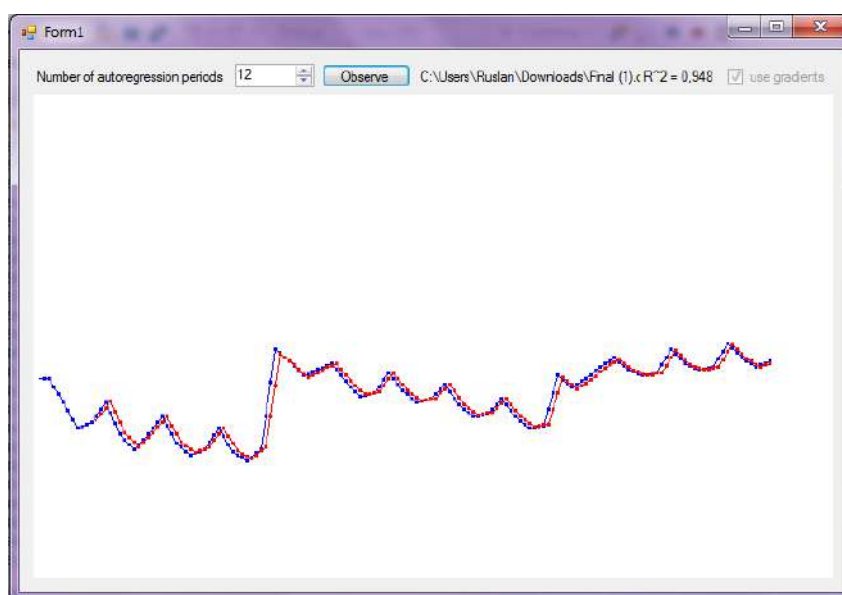 Form1
Number of autoregression periods 12 Observe C:\Users\Ruslan\Downloads\Final (1).c R^2 = 0,948 use gradients